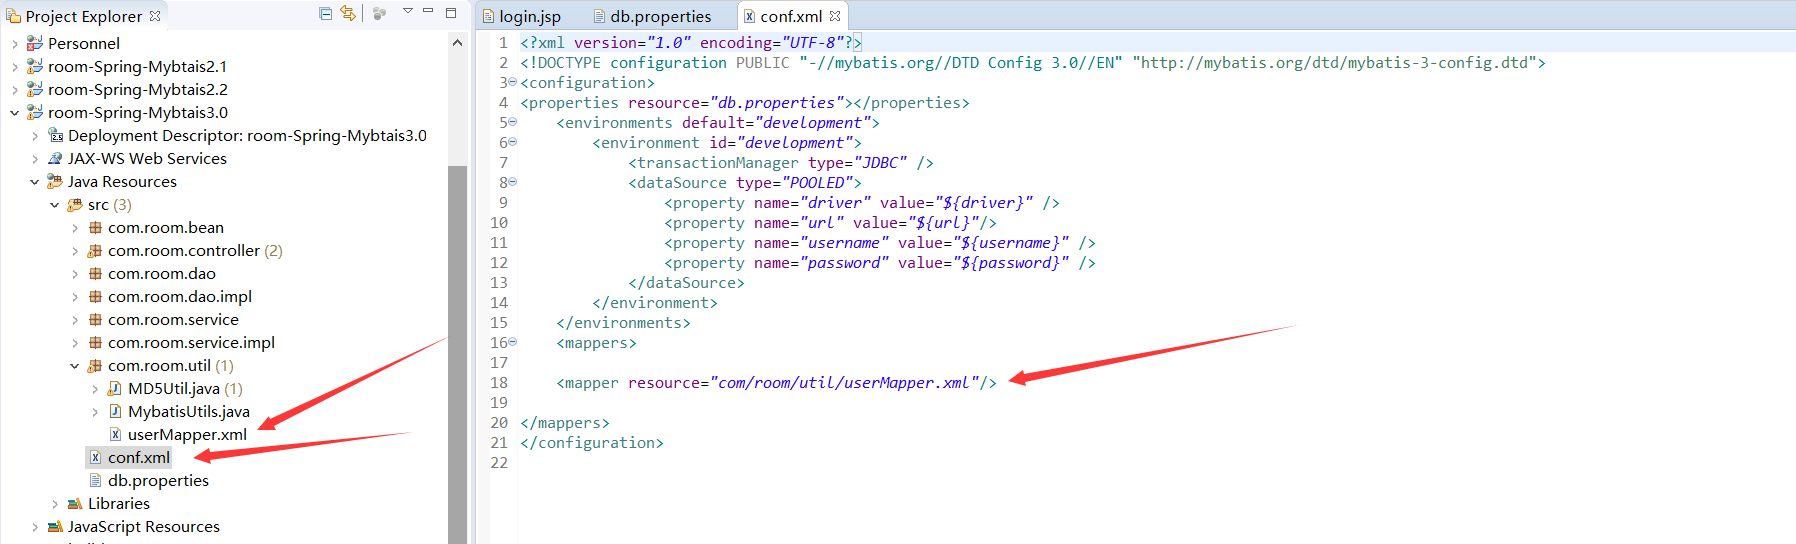 Project Explorer
Personnel
room-Spring-Mybtais2.1
room-Spring-Mybtais2.2
room-Spring-Mybtais3.0
Deployment Descriptor: room-Spring-Mybtais3.0
JAX-WS Web Services
Java Resources
src (3)
com.room.bean
com.room.controller (2)
com.room.dao
com.room.dao.impl
com.room.service
com.room.service.impl
com.room.util (1)
MD5Util.java (1)
MybatisUtils.java
userMapper.xml
conf.xml
db.properties
Libraries
JavaScript Resources
login.jsp
db.properties
conf.xml
1 <?xml version="1.0" encoding="UTF-8"?>
2 <!DOCTYPE configuration PUBLIC "-//mybatis.org//DTD Config 3.0//EN" "http://mybatis.org/dtd/mybatis-3-config.dtd">
3 <configuration>
4 <properties resource="db.properties"></properties>
5 <environments default="development">
6 <environment id="development">
7 <transactionManager type="JDBC" />
8 <dataSource type="POOLED">
9 <property name="driver" value="${driver}" />
10 <property name="url" value="${url}"/>
11 <property name="username" value="${username}" />
12 <property name="password" value="${password}" />
13 </dataSource>
14 </environment>
15 </environments>
16 <mappers>
17
18 <mapper resource="com/room/util/userMapper.xml"/>
19
20 </mappers>
21 </configuration>
22